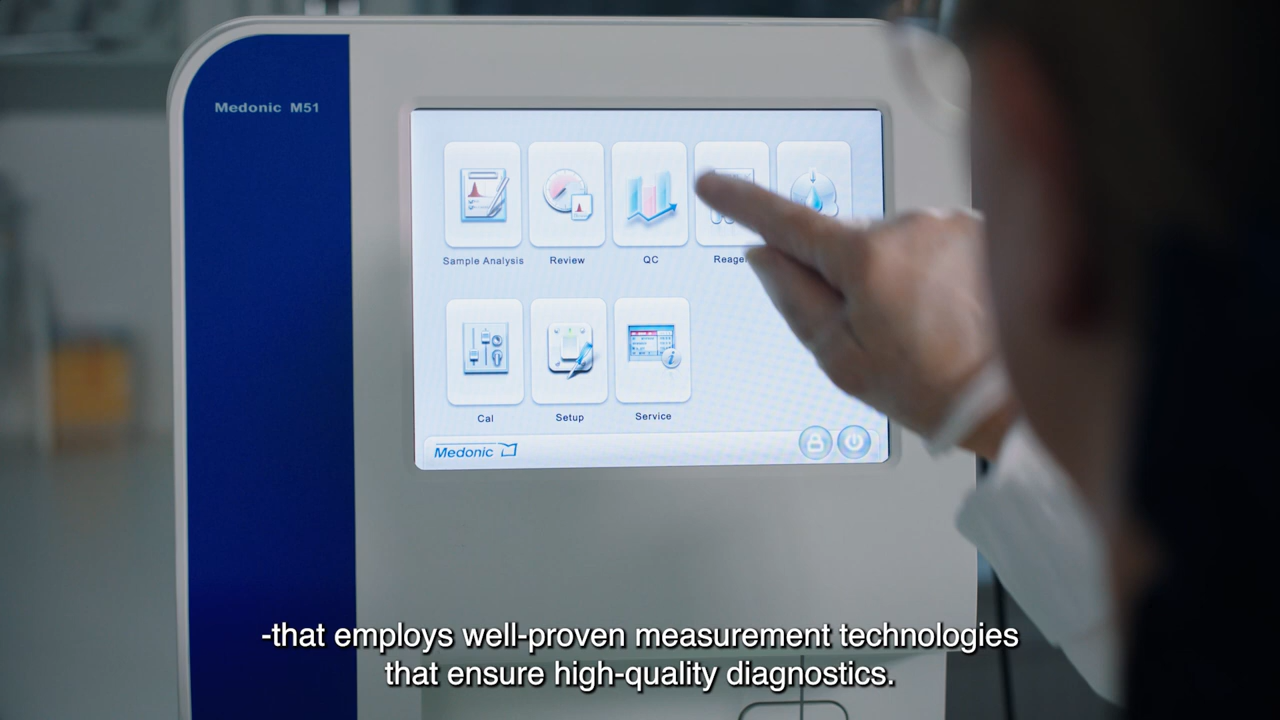 Medonic M51
Sample Analysis
Review
QC
Cal
Setup
Service
Medonic
-that employs well-proven measurement technologies
that ensure high-quality diagnostics.